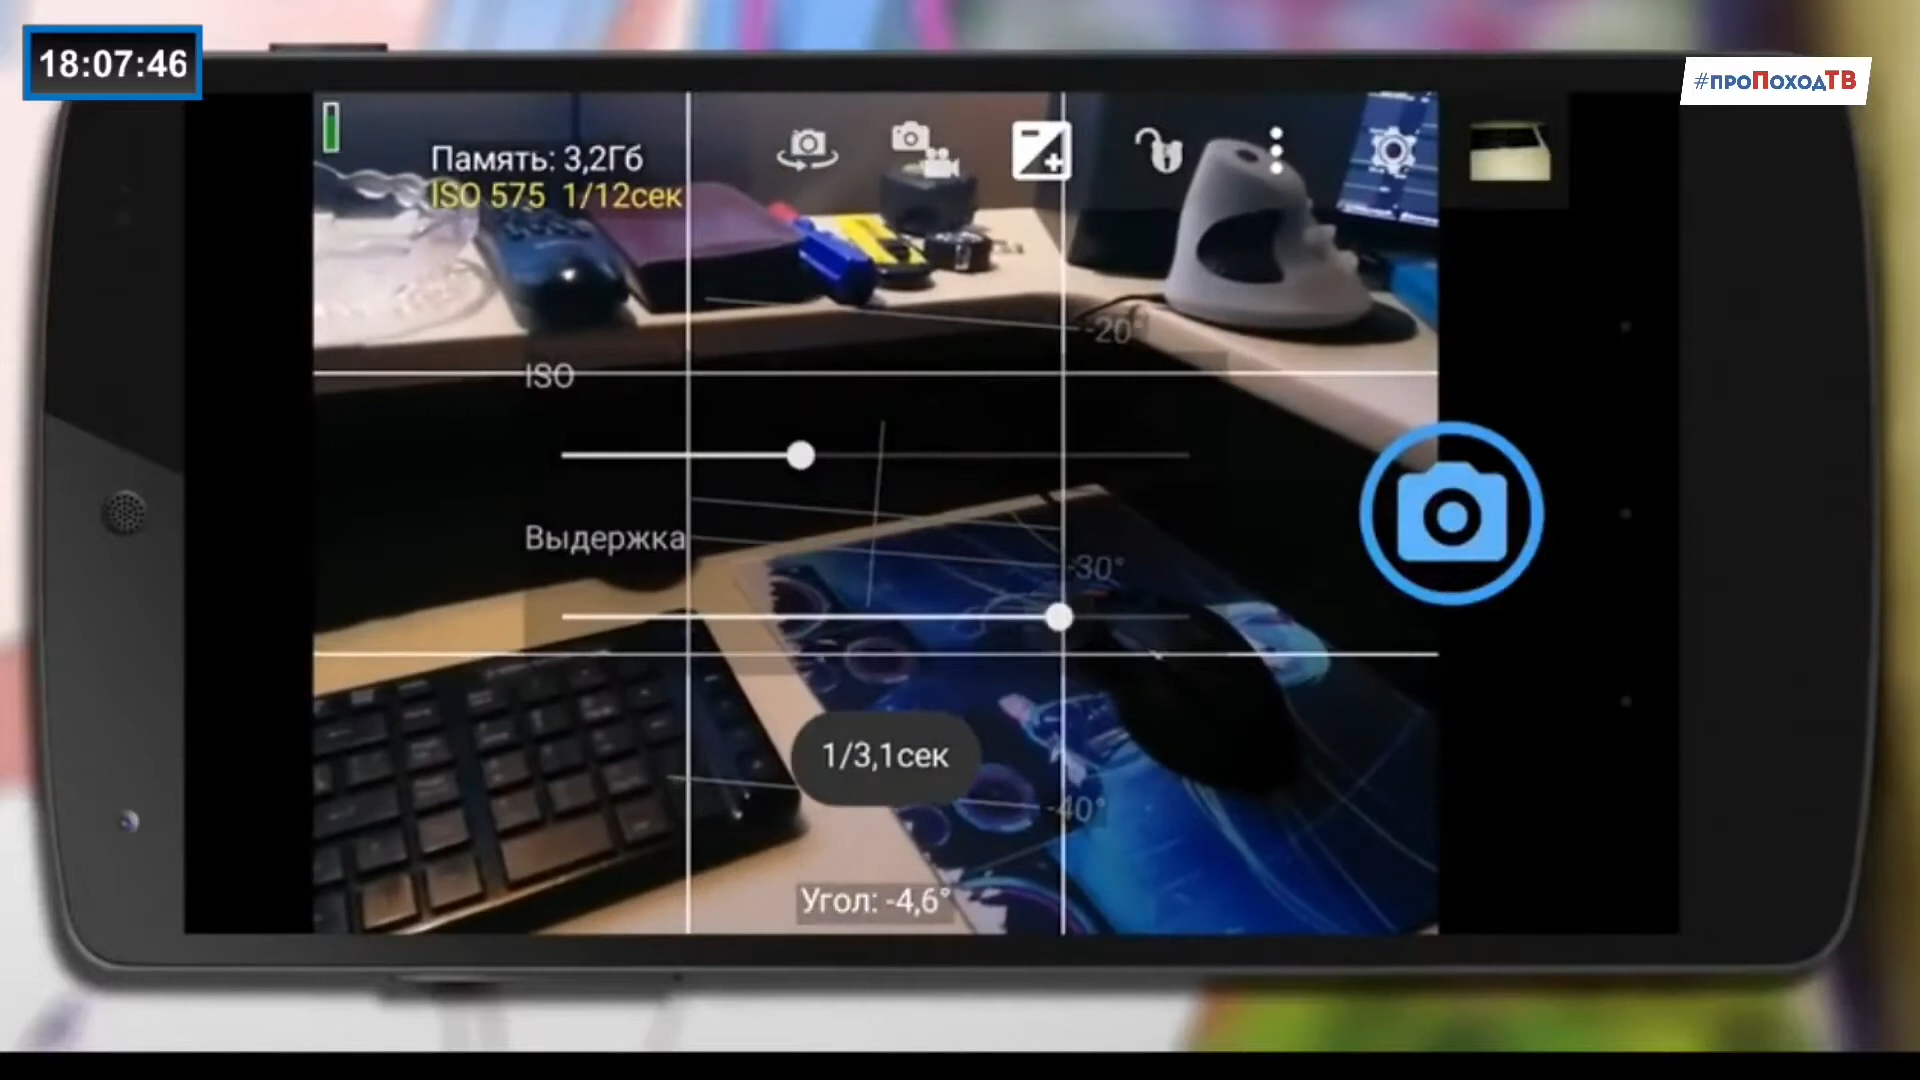 18:07:46
#проПоходТВ
Память: 3,2Гб
ISO 575 1/12сек
-20°
ISO
Выдержка
-30°
1/3,1сек
-40°
Угол: -4,6°